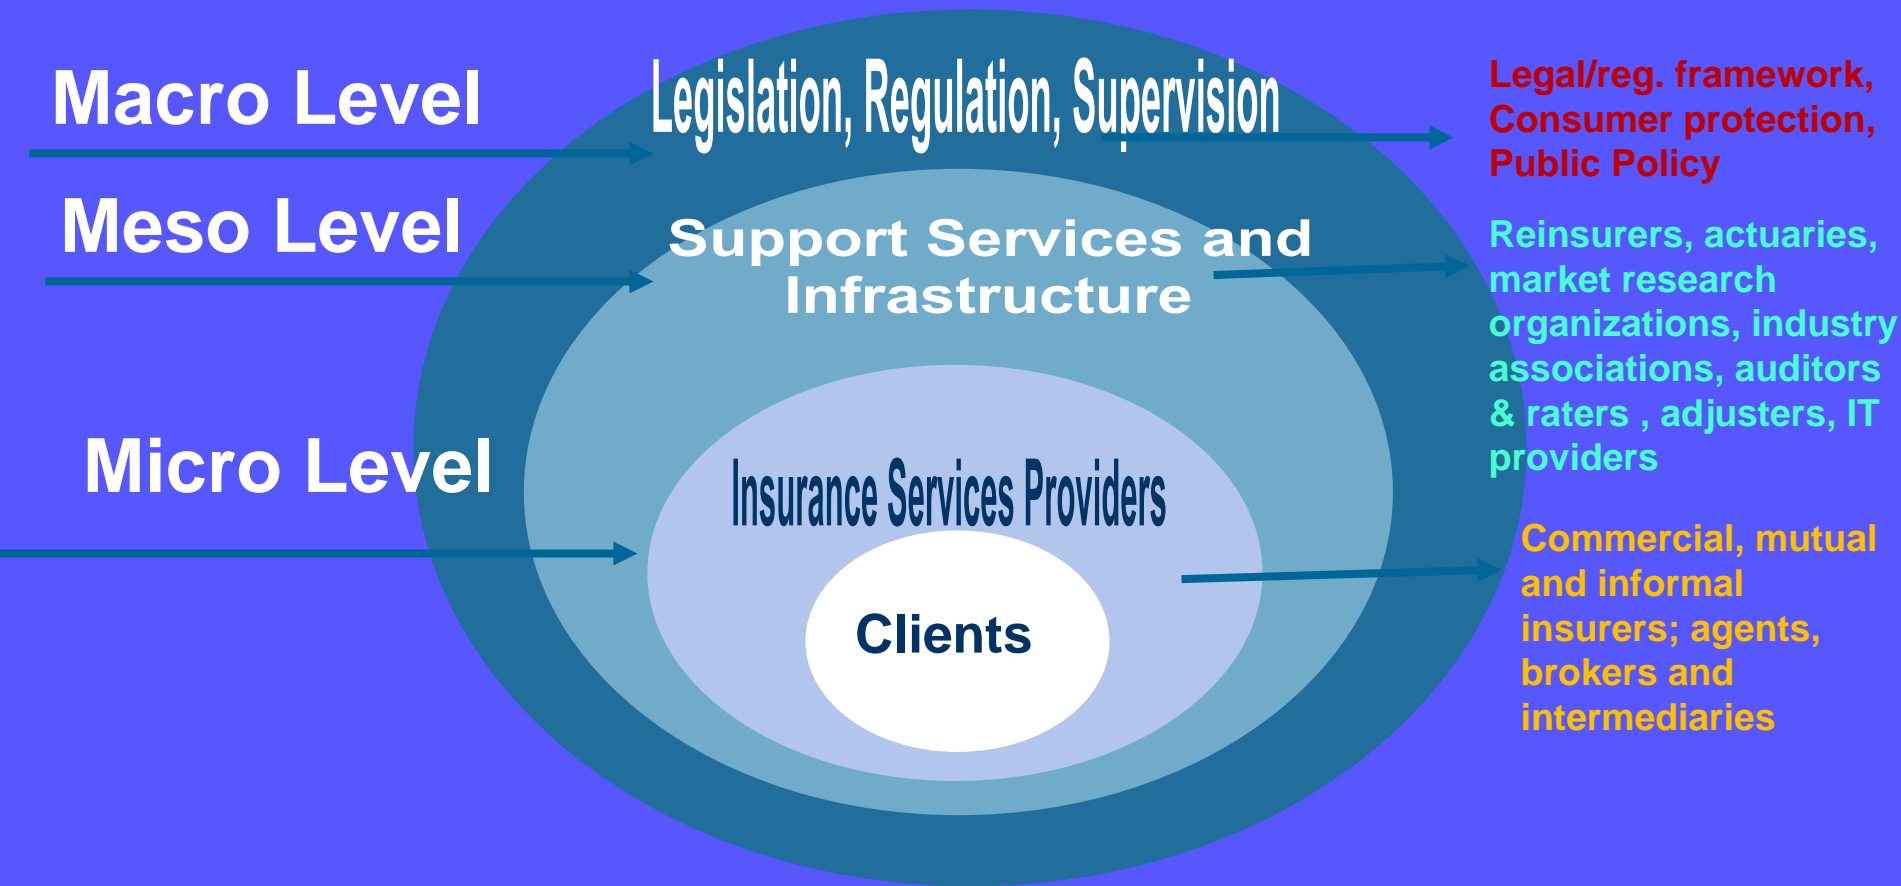 Macro Level
Legislation, Regulation, Supervision
Legal/reg. framework,
Consumer protection,
Public Policy
Meso Level
Support Services and
Infrastructure
Reinsurers, actuaries,
market research
organizations, industry
associations, auditors
& raters , adjusters, IT
providers
Micro Level
Insurance Services Providers
Clients
Commercial, mutual
and informal
insurers; agents,
brokers and
intermediaries